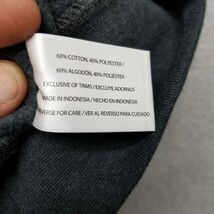 60% COTTON, 40% POLYESTER /
60% ALGODÓN, 40% POLIÉSTER
EXCLUSIVE OF TRIMS / EXCLUYE ADORNOS
MADE IN INDONESIA / HECHO EN INDONESIA
REVERSE FOR CARE / VER AL REVERSO PARA CUIDADO